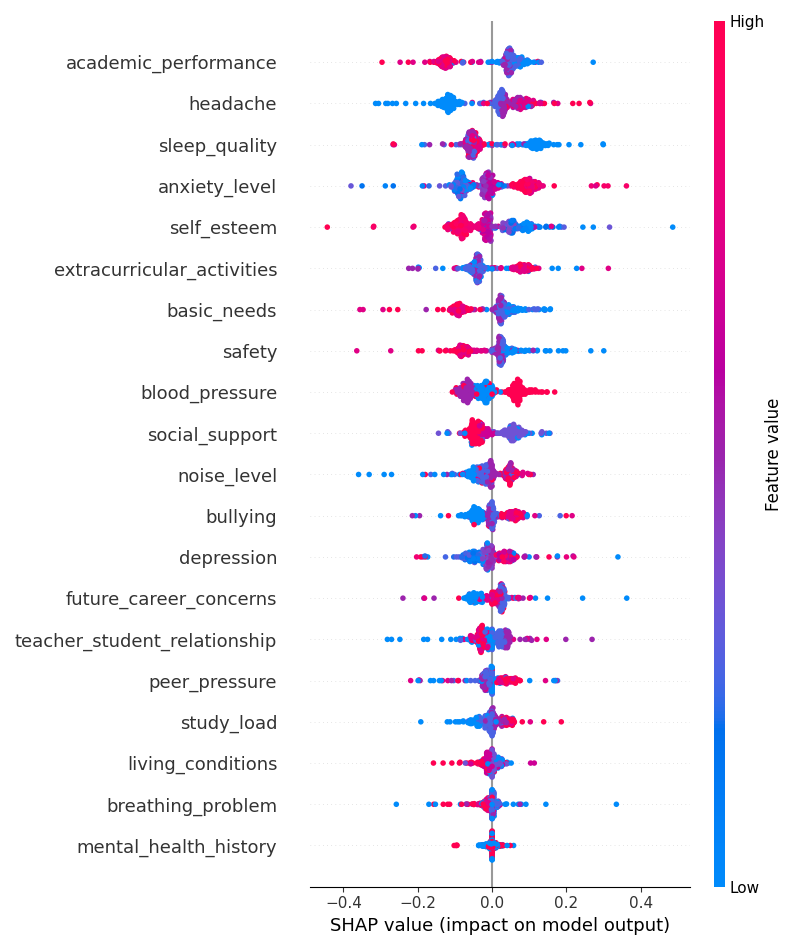 High
academic_performance
headache
sleep_quality
anxiety_level
self_esteem
extracurricular_activities
basic_needs
safety
blood_pressure
social_support
noise_level
bullying
depression
future_career_concerns
teacher_student_relationship
peer_pressure
study_load
living_conditions
breathing_problem
mental_health_history
Feature value
Low
−0.4 −0.2 0.0 0.2 0.4
SHAP value (impact on model output)